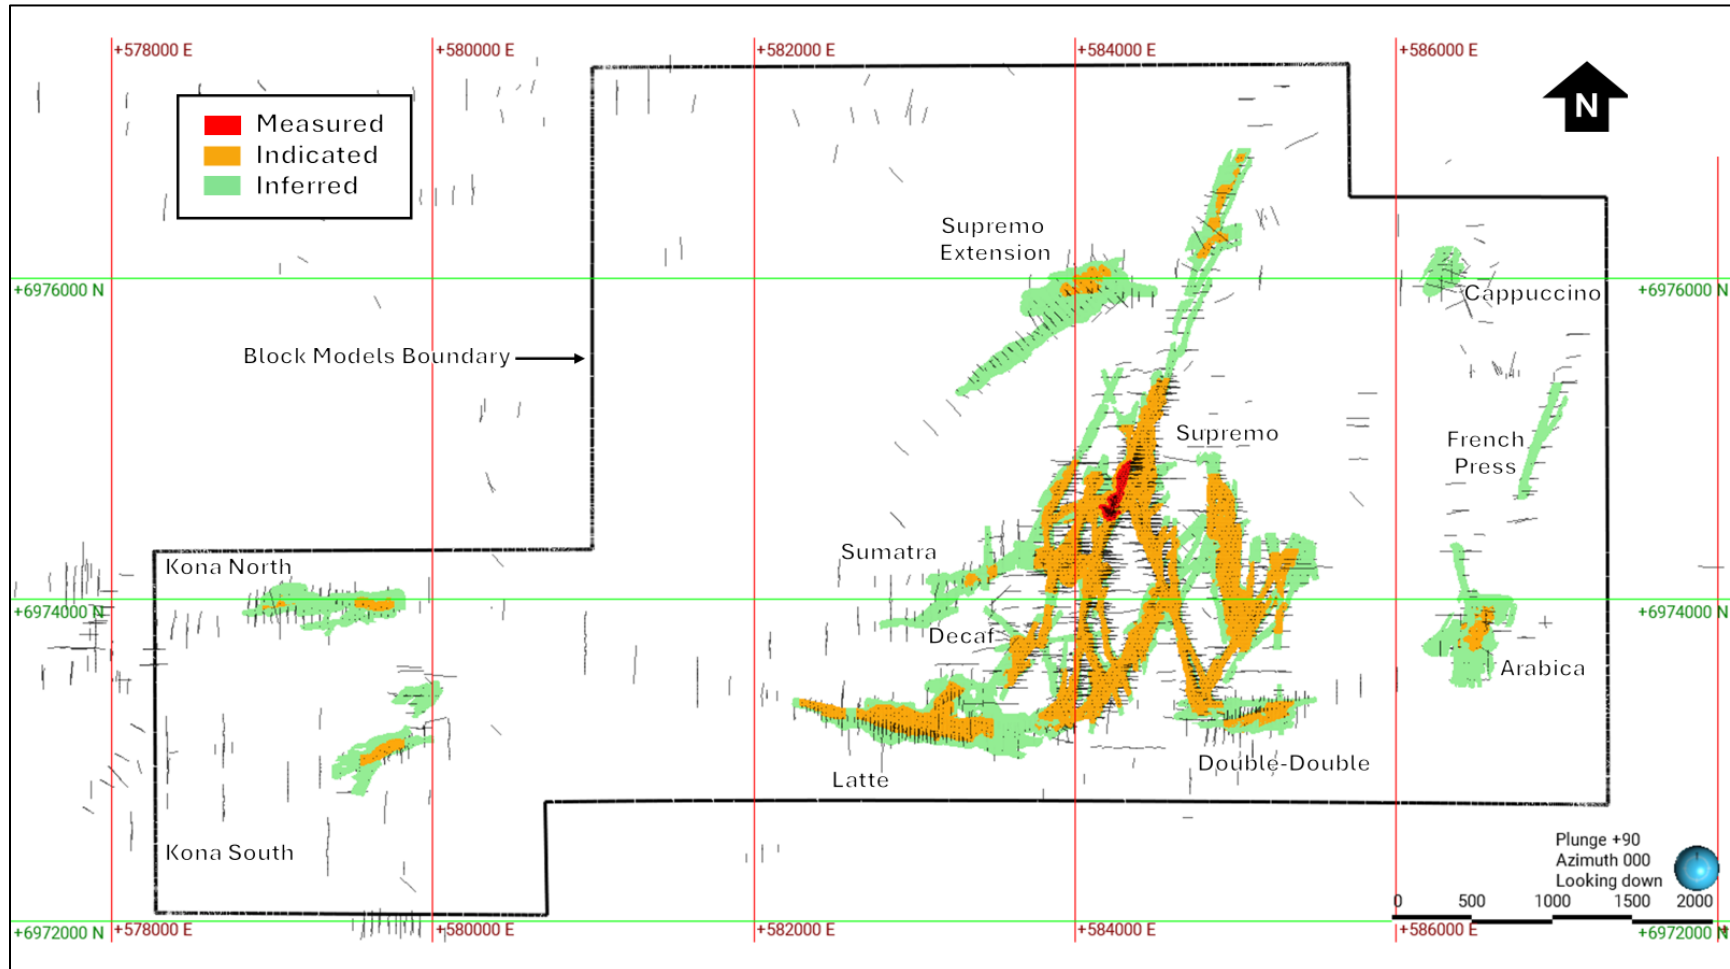 +578000 E
+580000 E
+582000 E
+584000 E
+586000 E
N
Measured
Indicated
Inferred
Supremo
Extension
+6976000 N
+6976000 N
Cappuccino
Block Models Boundary
Supremo
French
Press
Sumatra
Kona North
+6974000 N
+6974000 N
Decaf
Arabica
Double-Double
Latte
Kona South
Plunge +90
Azimuth 000
Looking down
0 500 1000 1500 2000
+6972000 N
+578000 E
+580000 E
+582000 E
+584000 E
+586000 E
+6972000 N